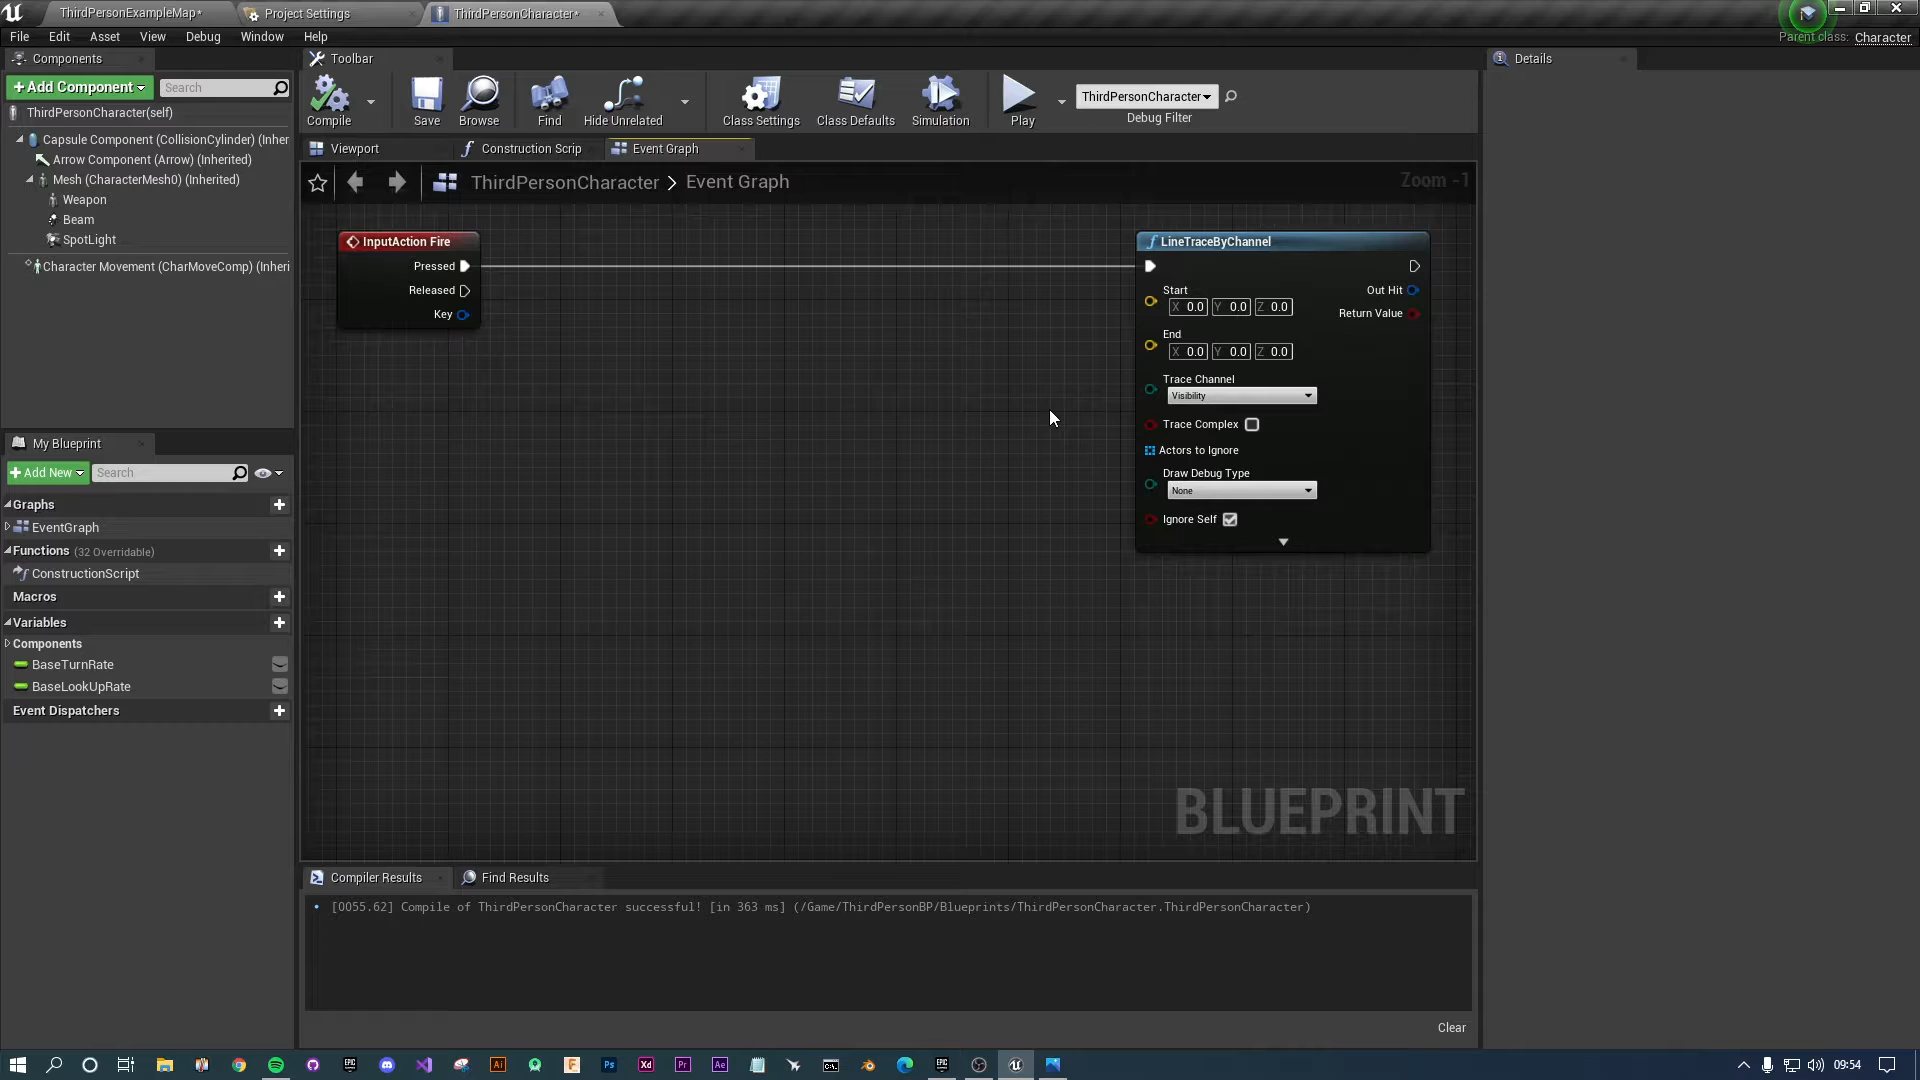 ThirdPersonExampleMap*
Project Settings
ThirdPersonCharacter*
File Edit Asset View Debug Window Help
Parent class: Character
Components
+Add Component
Search
ThirdPersonCharacter(self)
Capsule Component (CollisionCylinder) (Inher
Arrow Component (Arrow) (Inherited)
Mesh (CharacterMesh0) (Inherited)
Weapon
Beam
SpotLight
Character Movement (CharMoveComp) (Inheri
Toolbar
Compile
Save
Browse
Find
Hide Unrelated
Class Settings
Class Defaults
Simulation
Play
ThirdPersonCharacter
Debug Filter
Details
Viewport
Construction Scrip
Event Graph
ThirdPersonCharacter > Event Graph
Zoom -1
InputAction Fire
Pressed
Released
Key
LineTraceByChannel
Start
X 0.0 Y 0.0 Z 0.0
End
X 0.0 Y 0.0 Z 0.0
Trace Channel
Visibility
Trace Complex
Actors to Ignore
Draw Debug Type
None
Ignore Self
Out Hit
Return Value
BLUEPRINT
My Blueprint
+Add New
Search
Graphs
EventGraph
Functions (32 Overridable)
ConstructionScript
Macros
Variables
Components
BaseTurnRate
BaseLookUpRate
Event Dispatchers
Compiler Results
Find Results
[0055.62] Compile of ThirdPersonCharacter successful! [in 363 ms] (/Game/ThirdPersonBP/Blueprints/ThirdPersonCharacter.ThirdPersonCharacter)
Clear
EPIC
Ai
F
Ps
Xd
Pr
Ae
EPIC
09:54